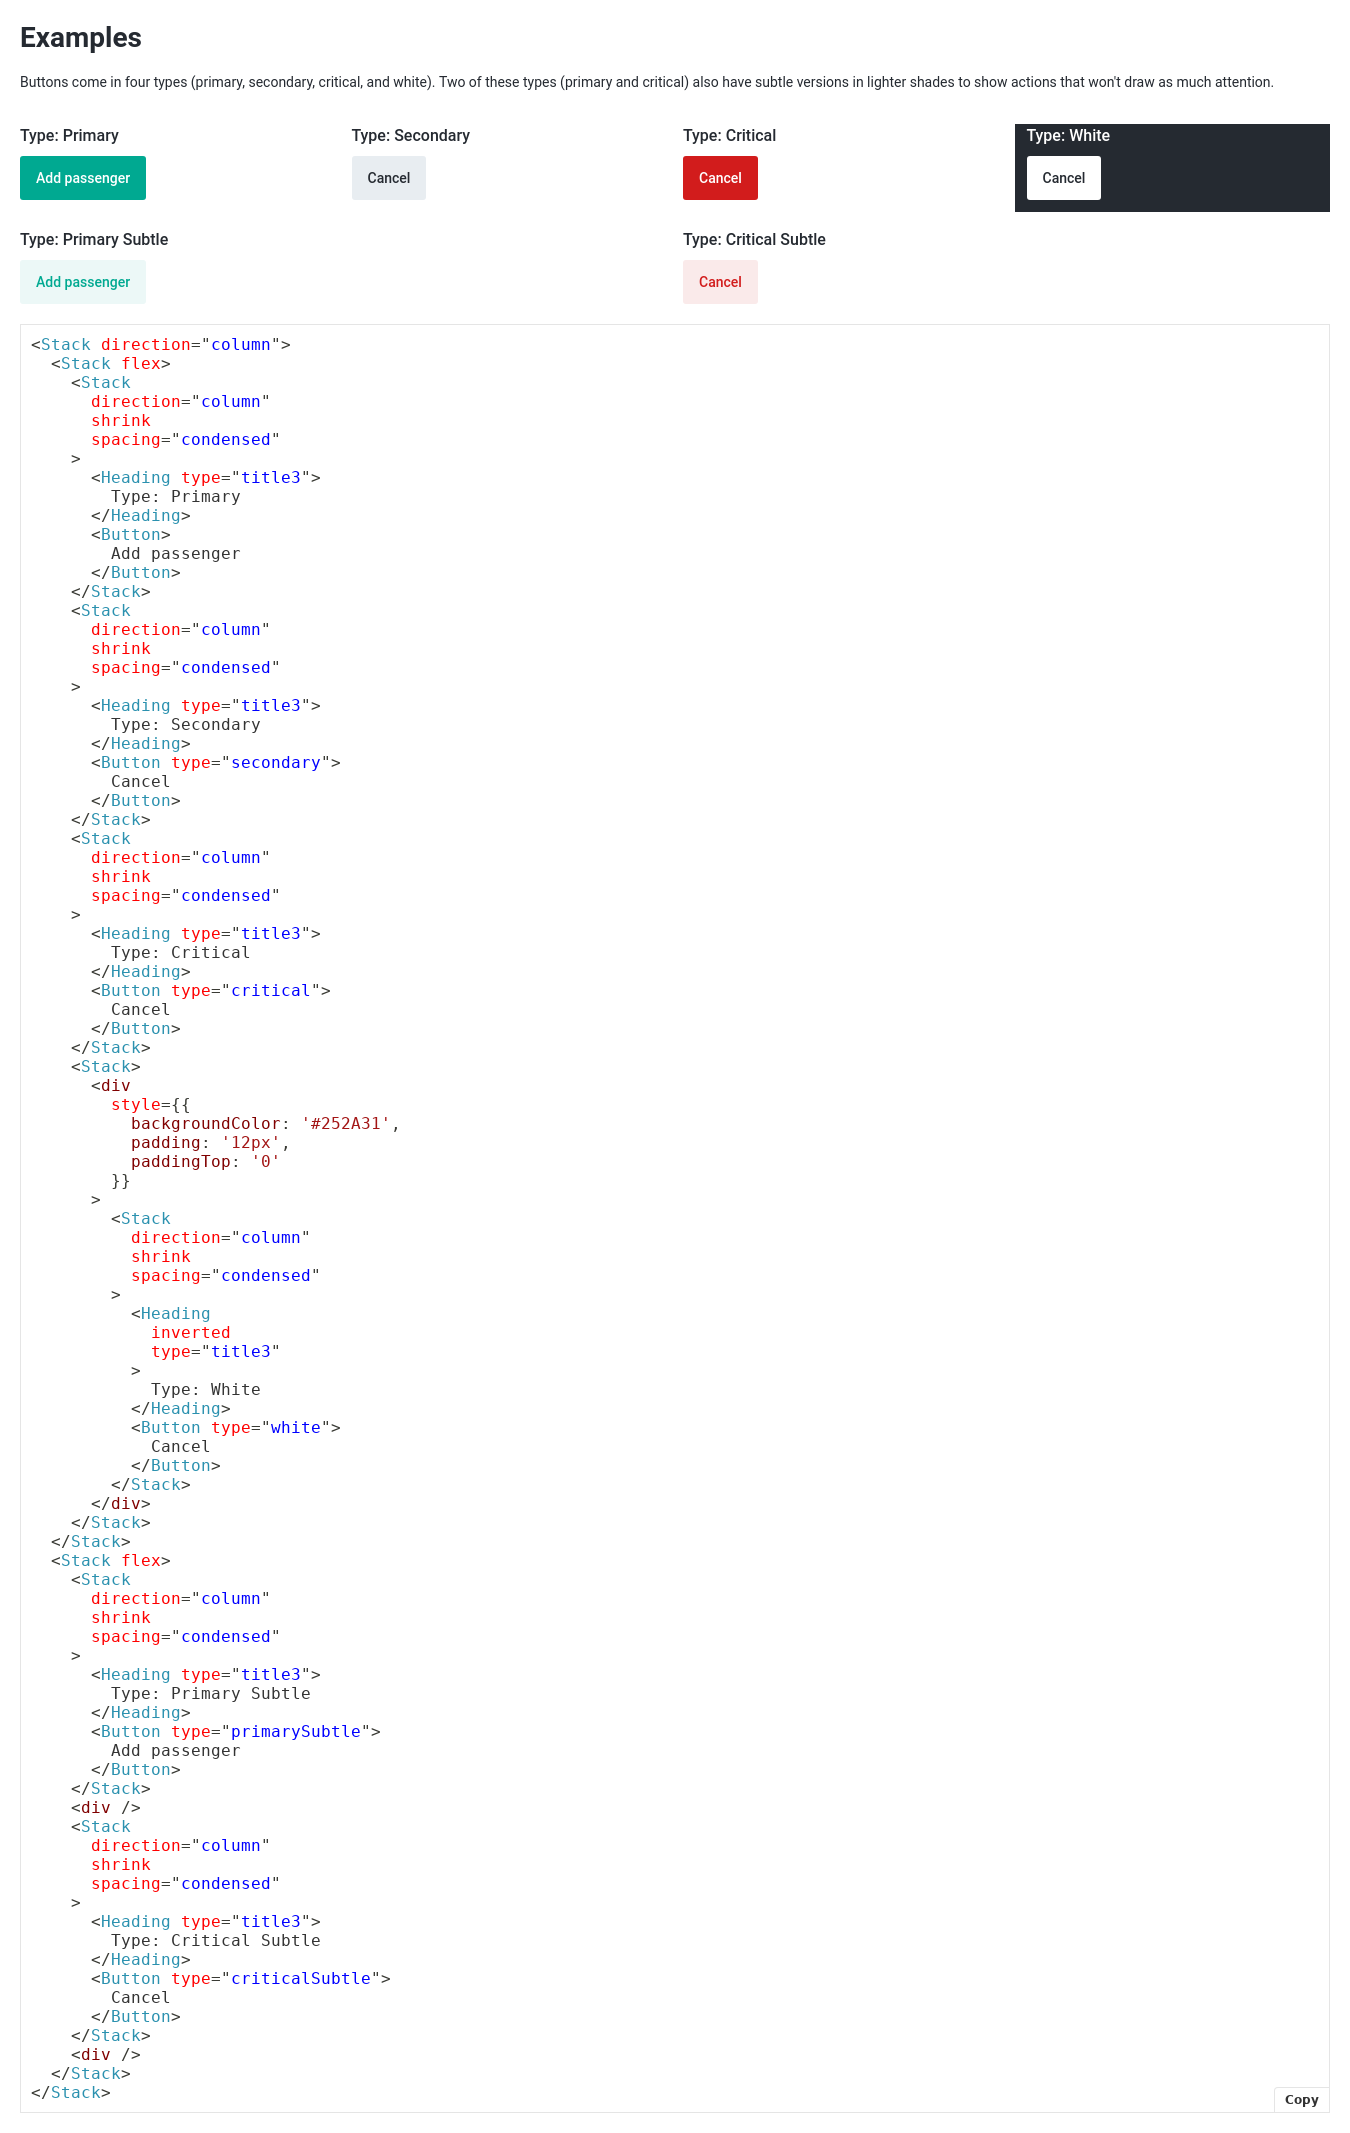 Examples
Buttons come in four types (primary, secondary, critical, and white). Two of these types (primary and critical) also have subtle versions in lighter shades to show actions that won't draw as much attention.
Type: Primary
Type: Secondary
Type: Critical
Type: White
Add passenger
Cancel
Cancel
Cancel
Type: Primary Subtle
Type: Critical Subtle
Add passenger
Cancel
<Stack direction="column">
  <Stack flex>
    <Stack
      direction="column"
      shrink
      spacing="condensed"
    >
      <Heading type="title3">
        Type: Primary
      </Heading>
      <Button>
        Add passenger
      </Button>
    </Stack>
    <Stack
      direction="column"
      shrink
      spacing="condensed"
    >
      <Heading type="title3">
        Type: Secondary
      </Heading>
      <Button type="secondary">
        Cancel
      </Button>
    </Stack>
    <Stack
      direction="column"
      shrink
      spacing="condensed"
    >
      <Heading type="title3">
        Type: Critical
      </Heading>
      <Button type="critical">
        Cancel
      </Button>
    </Stack>
    <Stack>
      <div
        style={{
          backgroundColor: '#252A31',
          padding: '12px',
          paddingTop: '0'
        }}
      >
        <Stack
          direction="column"
          shrink
          spacing="condensed"
        >
          <Heading
            inverted
            type="title3"
          >
            Type: White
          </Heading>
          <Button type="white">
            Cancel
          </Button>
        </Stack>
      </div>
    </Stack>
  </Stack>
  <Stack flex>
    <Stack
      direction="column"
      shrink
      spacing="condensed"
    >
      <Heading type="title3">
        Type: Primary Subtle
      </Heading>
      <Button type="primarySubtle">
        Add passenger
      </Button>
    </Stack>
    <div />
    <Stack
      direction="column"
      shrink
      spacing="condensed"
    >
      <Heading type="title3">
        Type: Critical Subtle
      </Heading>
      <Button type="criticalSubtle">
        Cancel
      </Button>
    </Stack>
    <div />
  </Stack>
</Stack>
Copy